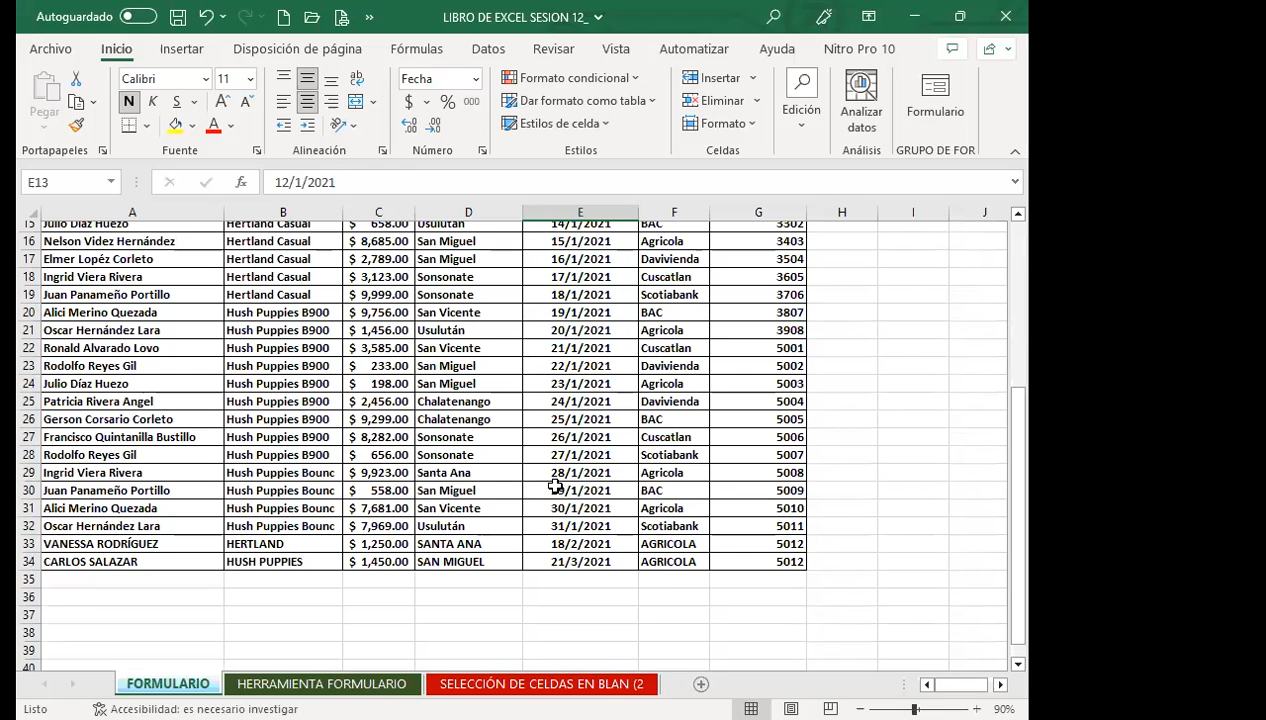 Autoguardado LIBRO DE EXCEL SESION 12_
Archivo Inicio Insertar Disposición de página Fórmulas Datos Revisar Vista Automatizar Ayuda Nitro Pro 10
Pegar Calibri 11 Fecha Formato condicional Insertar Edición Analizar datos Formulario
N K S A A $ % 000 Dar formato como tabla Eliminar
A Estilos de celda Formato
Portapapeles Fuente Alineación Número Estilos Celdas Análisis GRUPO DE FOR
E13 fx 12/1/2021
A B C D E F G H I J
15 Julio Díaz Huezo Hertland Casual $ 658.00 Usulután 14/1/2021 BAC 3302
16 Nelson Videz Hernández Hertland Casual $ 8,685.00 San Miguel 15/1/2021 Agricola 3403
17 Elmer Lopéz Corleto Hertland Casual $ 2,789.00 San Miguel 16/1/2021 Davivienda 3504
18 Ingrid Viera Rivera Hertland Casual $ 3,123.00 Sonsonate 17/1/2021 Cuscatlan 3605
19 Juan Panameño Portillo Hertland Casual $ 9,999.00 Sonsonate 18/1/2021 Scotiabank 3706
20 Alici Merino Quezada Hush Puppies B900 $ 9,756.00 San Vicente 19/1/2021 BAC 3807
21 Oscar Hernández Lara Hush Puppies B900 $ 1,456.00 Usulután 20/1/2021 Agricola 3908
22 Ronald Alvarado Lovo Hush Puppies B900 $ 3,585.00 San Vicente 21/1/2021 Cuscatlan 5001
23 Rodolfo Reyes Gil Hush Puppies B900 $ 233.00 San Miguel 22/1/2021 Davivienda 5002
24 Julio Díaz Huezo Hush Puppies B900 $ 198.00 San Miguel 23/1/2021 Agricola 5003
25 Patricia Rivera Angel Hush Puppies B900 $ 2,456.00 Chalatenango 24/1/2021 Davivienda 5004
26 Gerson Corsario Corleto Hush Puppies B900 $ 9,299.00 Chalatenango 25/1/2021 BAC 5005
27 Francisco Quintanilla Bustillo Hush Puppies B900 $ 8,282.00 Sonsonate 26/1/2021 Cuscatlan 5006
28 Rodolfo Reyes Gil Hush Puppies B900 $ 656.00 Sonsonate 27/1/2021 Scotiabank 5007
29 Ingrid Viera Rivera Hush Puppies Bounc $ 9,923.00 Santa Ana 28/1/2021 Agricola 5008
30 Juan Panameño Portillo Hush Puppies Bounc $ 558.00 San Miguel /1/2021 BAC 5009
31 Alici Merino Quezada Hush Puppies Bounc $ 7,681.00 San Vicente 30/1/2021 Agricola 5010
32 Oscar Hernández Lara Hush Puppies Bounc $ 7,969.00 Usulután 31/1/2021 Scotiabank 5011
33 VANESSA RODRÍGUEZ HERTLAND $ 1,250.00 SANTA ANA 18/2/2021 AGRICOLA 5012
34 CARLOS SALAZAR HUSH PUPPIES $ 1,450.00 SAN MIGUEL 21/3/2021 AGRICOLA 5012
35
36
37
38
39
40
FORMULARIO HERRAMIENTA FORMULARIO SELECCIÓN DE CELDAS EN BLAN (2
Listo Accesibilidad: es necesario investigar 90%